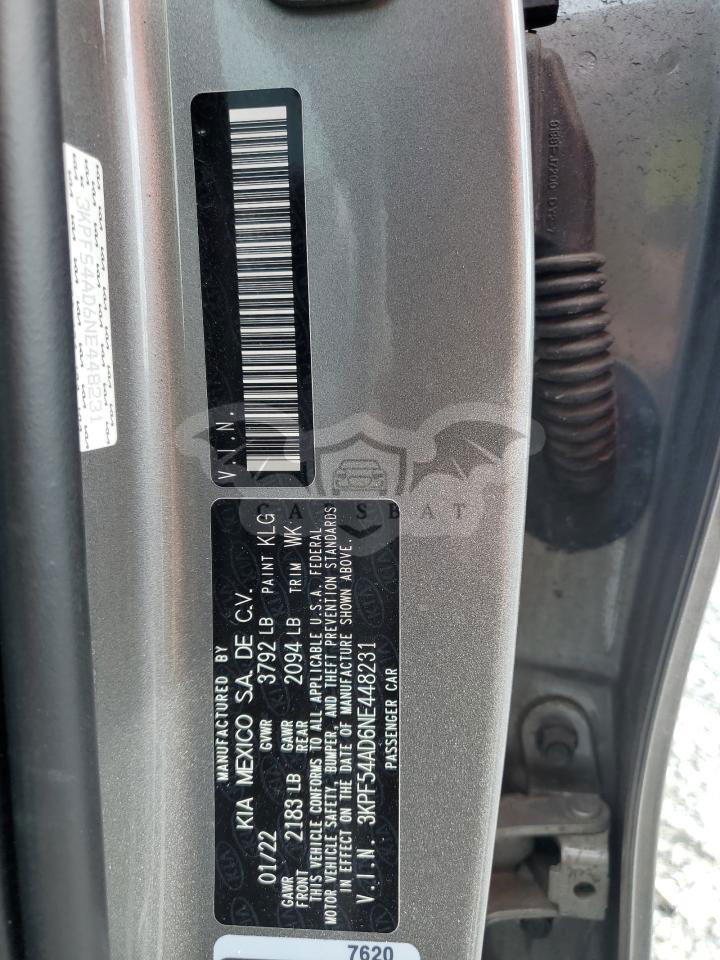 V.I.N.
MANUFACTURED BY
KIA MEXICO S.A. DE C.V.
01/22 GVWR 3792 LB PAINT KLG
GAWR FRONT 2183 LB GAWR REAR 2094 LB TRIM WK
THIS VEHICLE CONFORMS TO ALL APPLICABLE U.S.A. FEDERAL
MOTOR VEHICLE SAFETY, BUMPER, AND THEFT PREVENTION STANDARDS
IN EFFECT ON THE DATE OF MANUFACTURE SHOWN ABOVE.
V.I.N. 3KPF54AD6NE448231
PASSENGER CAR
3KPF54AD6NE448231
CARSBAT
7620